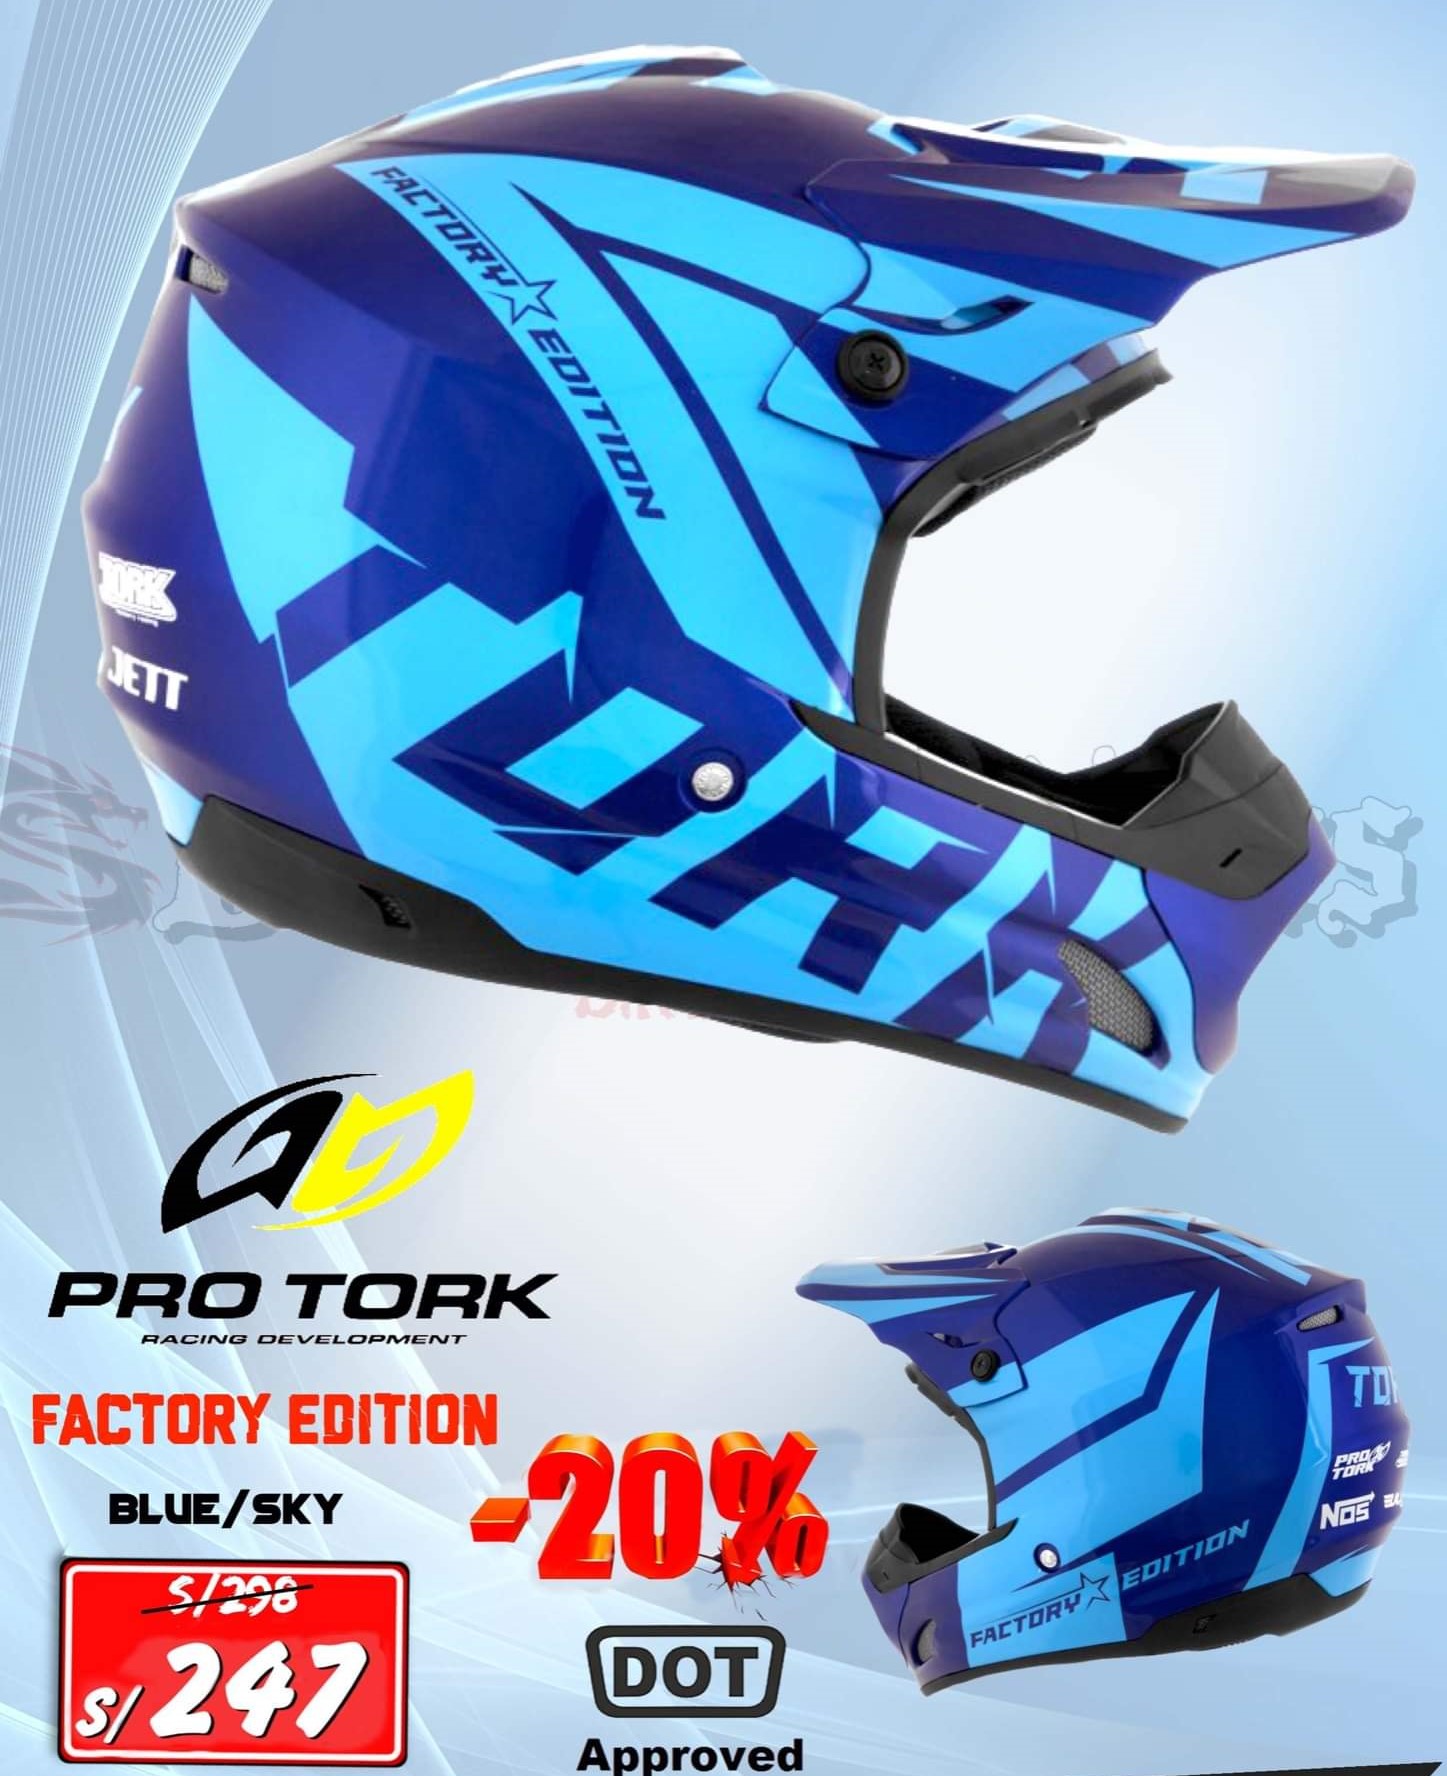 FACTORY EDITION
TORK
JETT
PRO TORK
RACING DEVELOPMENT
FACTORY EDITION
BLUE/SKY
-20%
S/298
S/247
DOT
Approved
PRO
TORK
NOS
FACTORY EDITION